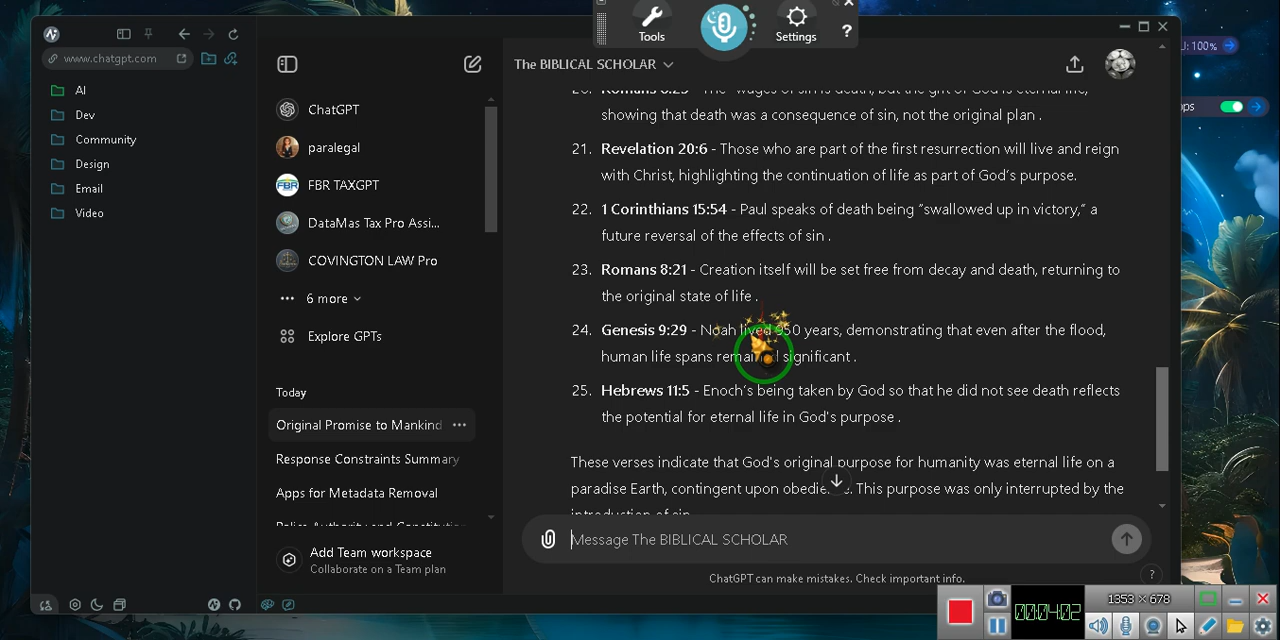 Tools
Settings
?
J: 100%
ps
www.chatgpt.com
AI
Dev
Community
Design
Email
Video
ChatGPT
paralegal
FBR TAXGPT
DataMas Tax Pro Assi...
COVINGTON LAW Pro
6 more
Explore GPTs
Today
Original Promise to Mankind
Response Constraints Summary
Apps for Metadata Removal
Add Team workspace
Collaborate on a Team plan
The BIBLICAL SCHOLAR
showing that death was a consequence of sin, not the original plan .
21. Revelation 20:6 - Those who are part of the first resurrection will live and reign
with Christ, highlighting the continuation of life as part of God's purpose.
22. 1 Corinthians 15:54 - Paul speaks of death being "swallowed up in victory," a
future reversal of the effects of sin .
23. Romans 8:21 - Creation itself will be set free from decay and death, returning to
the original state of life .
24. Genesis 9:29 - Noah lived 950 years, demonstrating that even after the flood,
human life spans remained significant .
25. Hebrews 11:5 - Enoch's being taken by God so that he did not see death reflects
the potential for eternal life in God's purpose .
These verses indicate that God's original purpose for humanity was eternal life on a
paradise Earth, contingent upon This purpose was only interrupted by the
introduction of sin
Message The BIBLICAL SCHOLAR
ChatGPT can make mistakes. Check important info.
?
00:04:02
1353 × 678